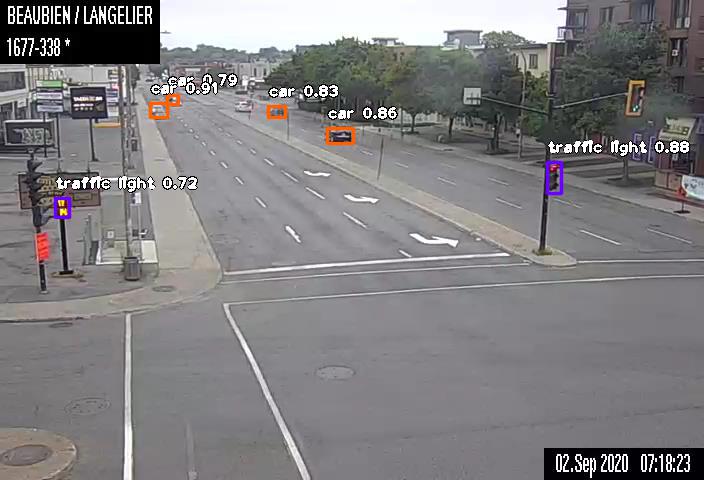 BEAUBIEN / LANGELIER
1677-338 *
car 0.79
car 0.91
car 0.83
car 0.86
traffic light 0.88
traffic light 0.72
02.Sep 2020 07:18:23